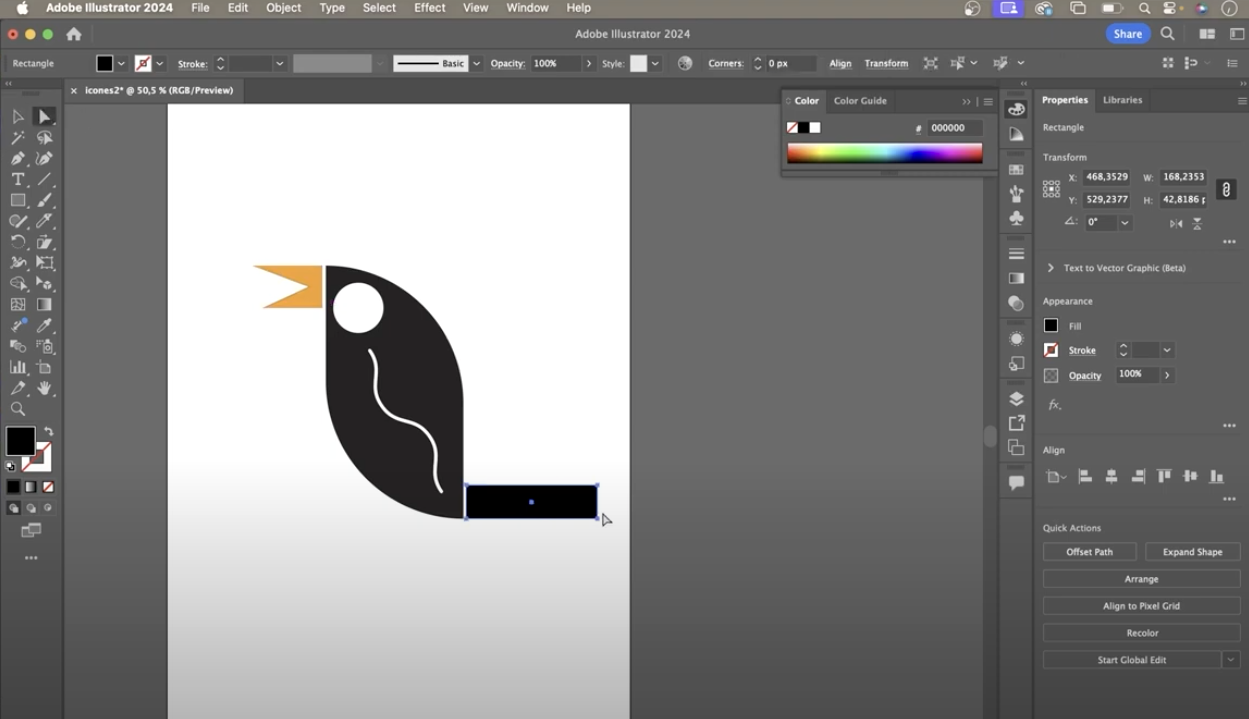 Adobe Illustrator 2024 File Edit Object Type Select Effect View Window Help
Adobe Illustrator 2024
Share
Rectangle Stroke: Basic Opacity: 100% Style: Corners: 0 px Align Transform
× icones2* @ 50,5 % (RGB/Preview)
Color Color Guide
# 000000
Properties Libraries
Rectangle
Transform
X: 468,3529 W: 168,2353
Y: 529,2377 H: 42,8186 p
0°
Text to Vector Graphic (Beta)
Appearance
Fill
Stroke
Opacity 100%
fx.
Align
Quick Actions
Offset Path Expand Shape
Arrange
Align to Pixel Grid
Recolor
Start Global Edit